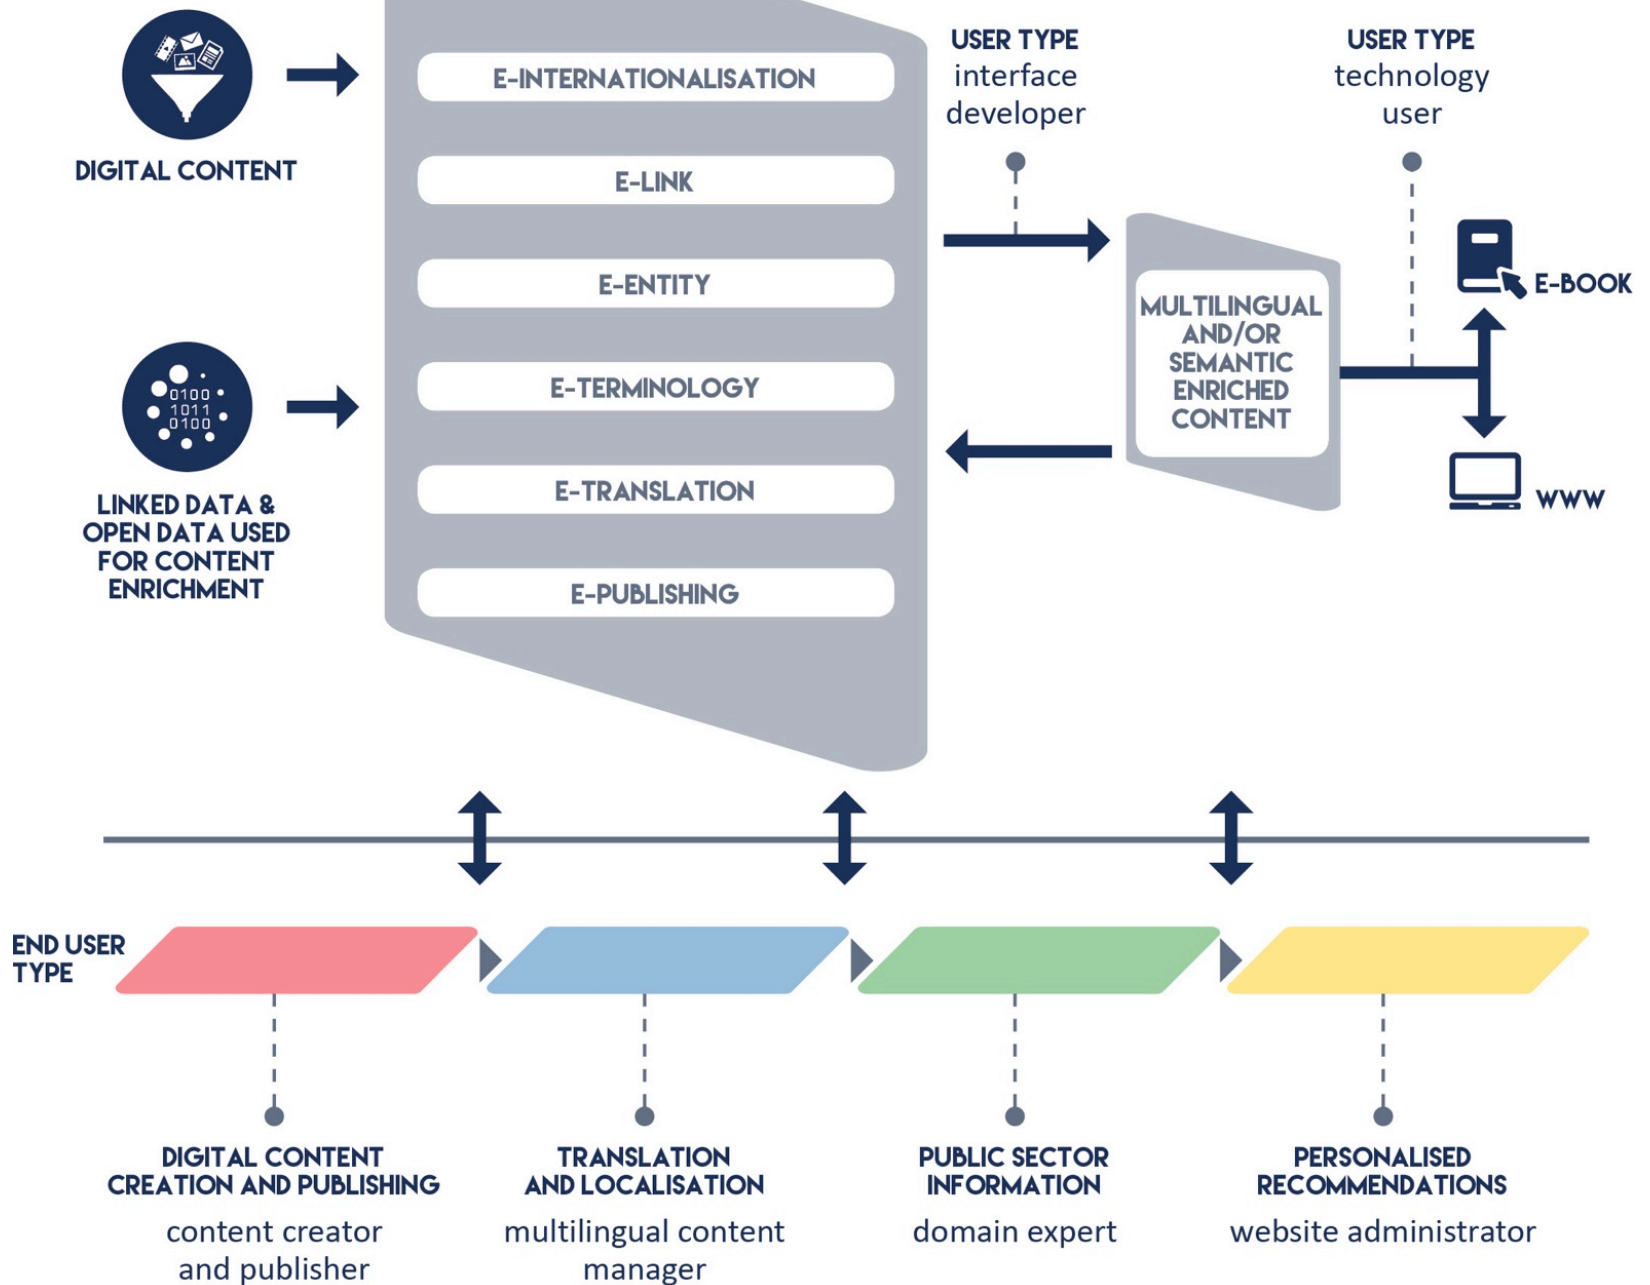 DIGITAL CONTENT
LINKED DATA &
OPEN DATA USED
FOR CONTENT
ENRICHMENT
0100
1011
0100
E-INTERNATIONALISATION
E-LINK
E-ENTITY
E-TERMINOLOGY
E-TRANSLATION
E-PUBLISHING
USER TYPE
interface
developer
USER TYPE
technology
user
MULTILINGUAL
AND/OR
SEMANTIC
ENRICHED
CONTENT
E-BOOK
WWW
END USER
TYPE
DIGITAL CONTENT
CREATION AND PUBLISHING
content creator
and publisher
TRANSLATION
AND LOCALISATION
multilingual content
manager
PUBLIC SECTOR
INFORMATION
domain expert
PERSONALISED
RECOMMENDATIONS
website administrator